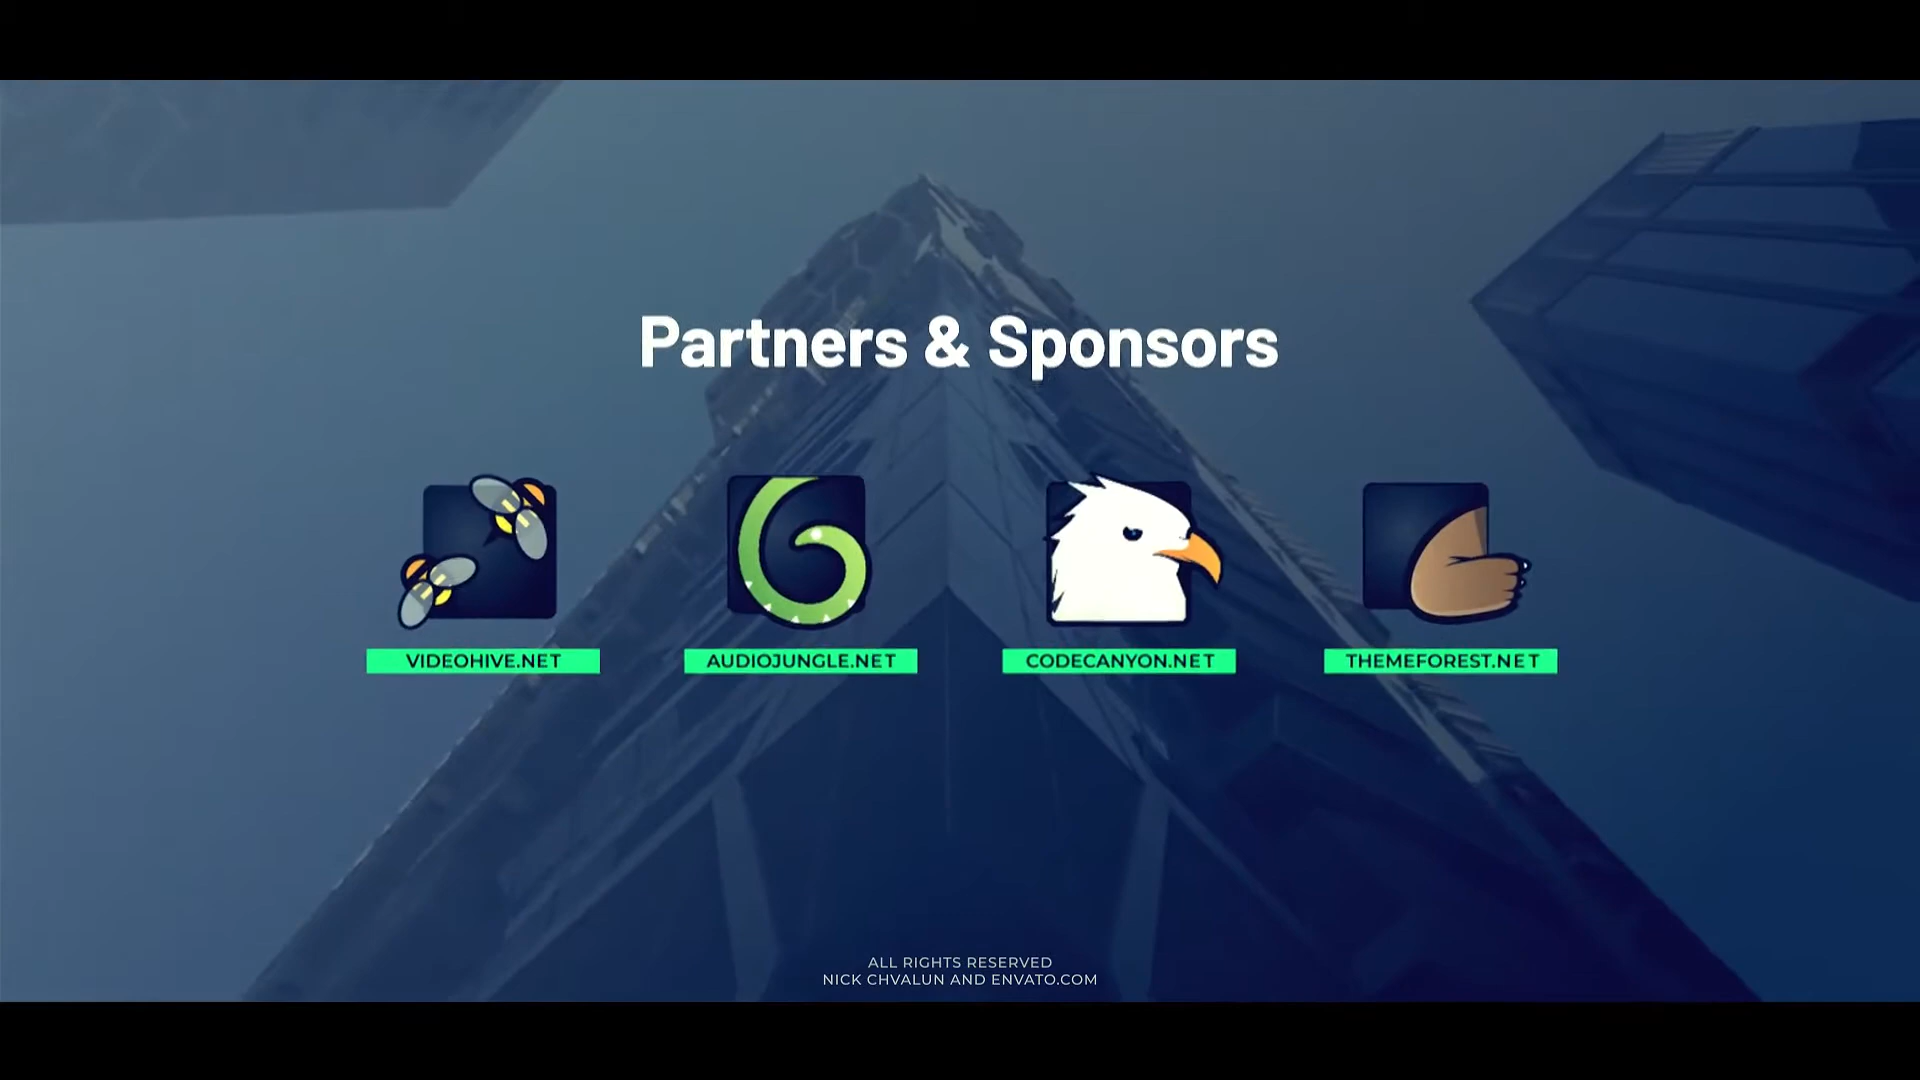 Partners & Sponsors
VIDEOHIVE.NET
AUDIOJUNGLE.NET
CODECANYON.NET
THEMEFOREST.NET
ALL RIGHTS RESERVED
NICK CHVALUN AND ENVATO.COM